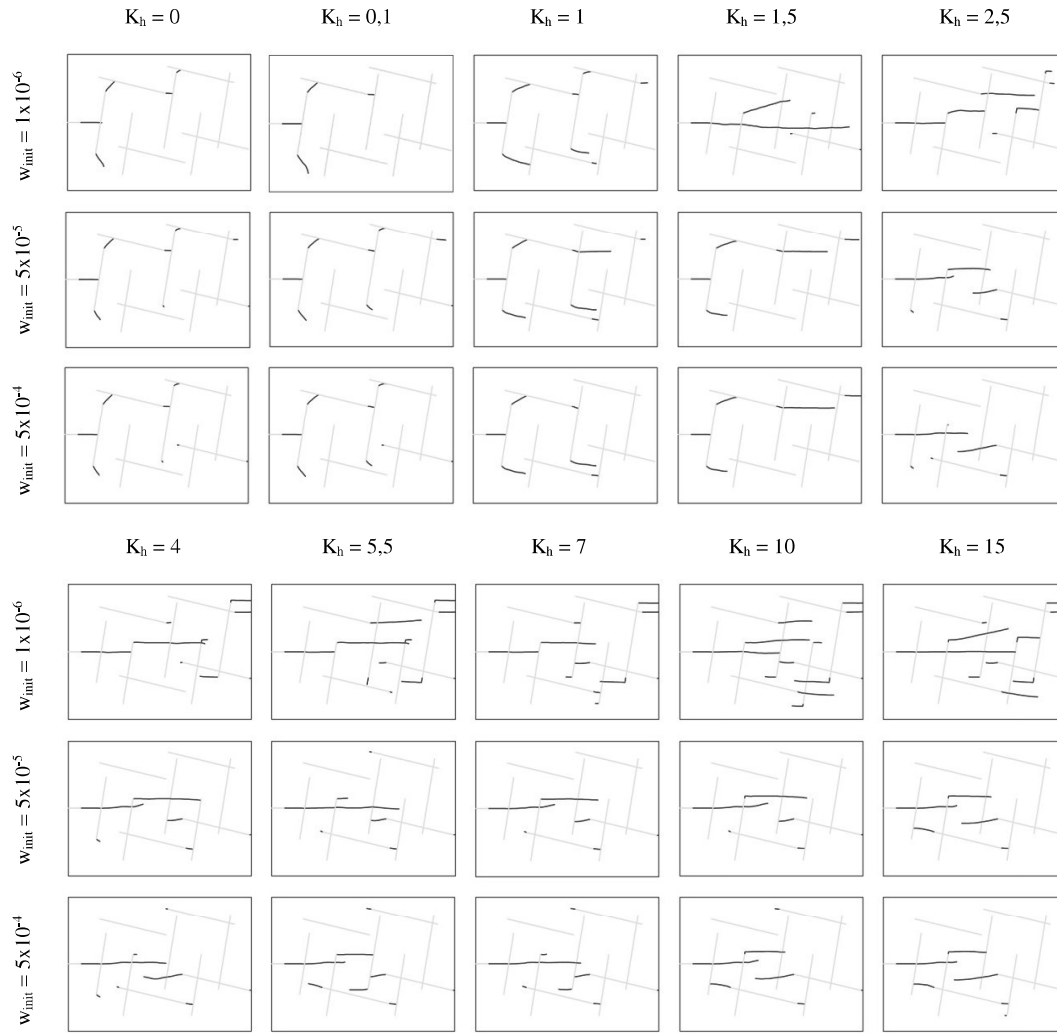 K_h = 0 K_h = 0,1 K_h = 1 K_h = 1,5 K_h = 2,5
w_init = 1x10^-6
w_init = 5x10^-5
w_init = 5x10^-4
K_h = 4 K_h = 5,5 K_h = 7 K_h = 10 K_h = 15
w_init = 1x10^-6
w_init = 5x10^-5
w_init = 5x10^-4